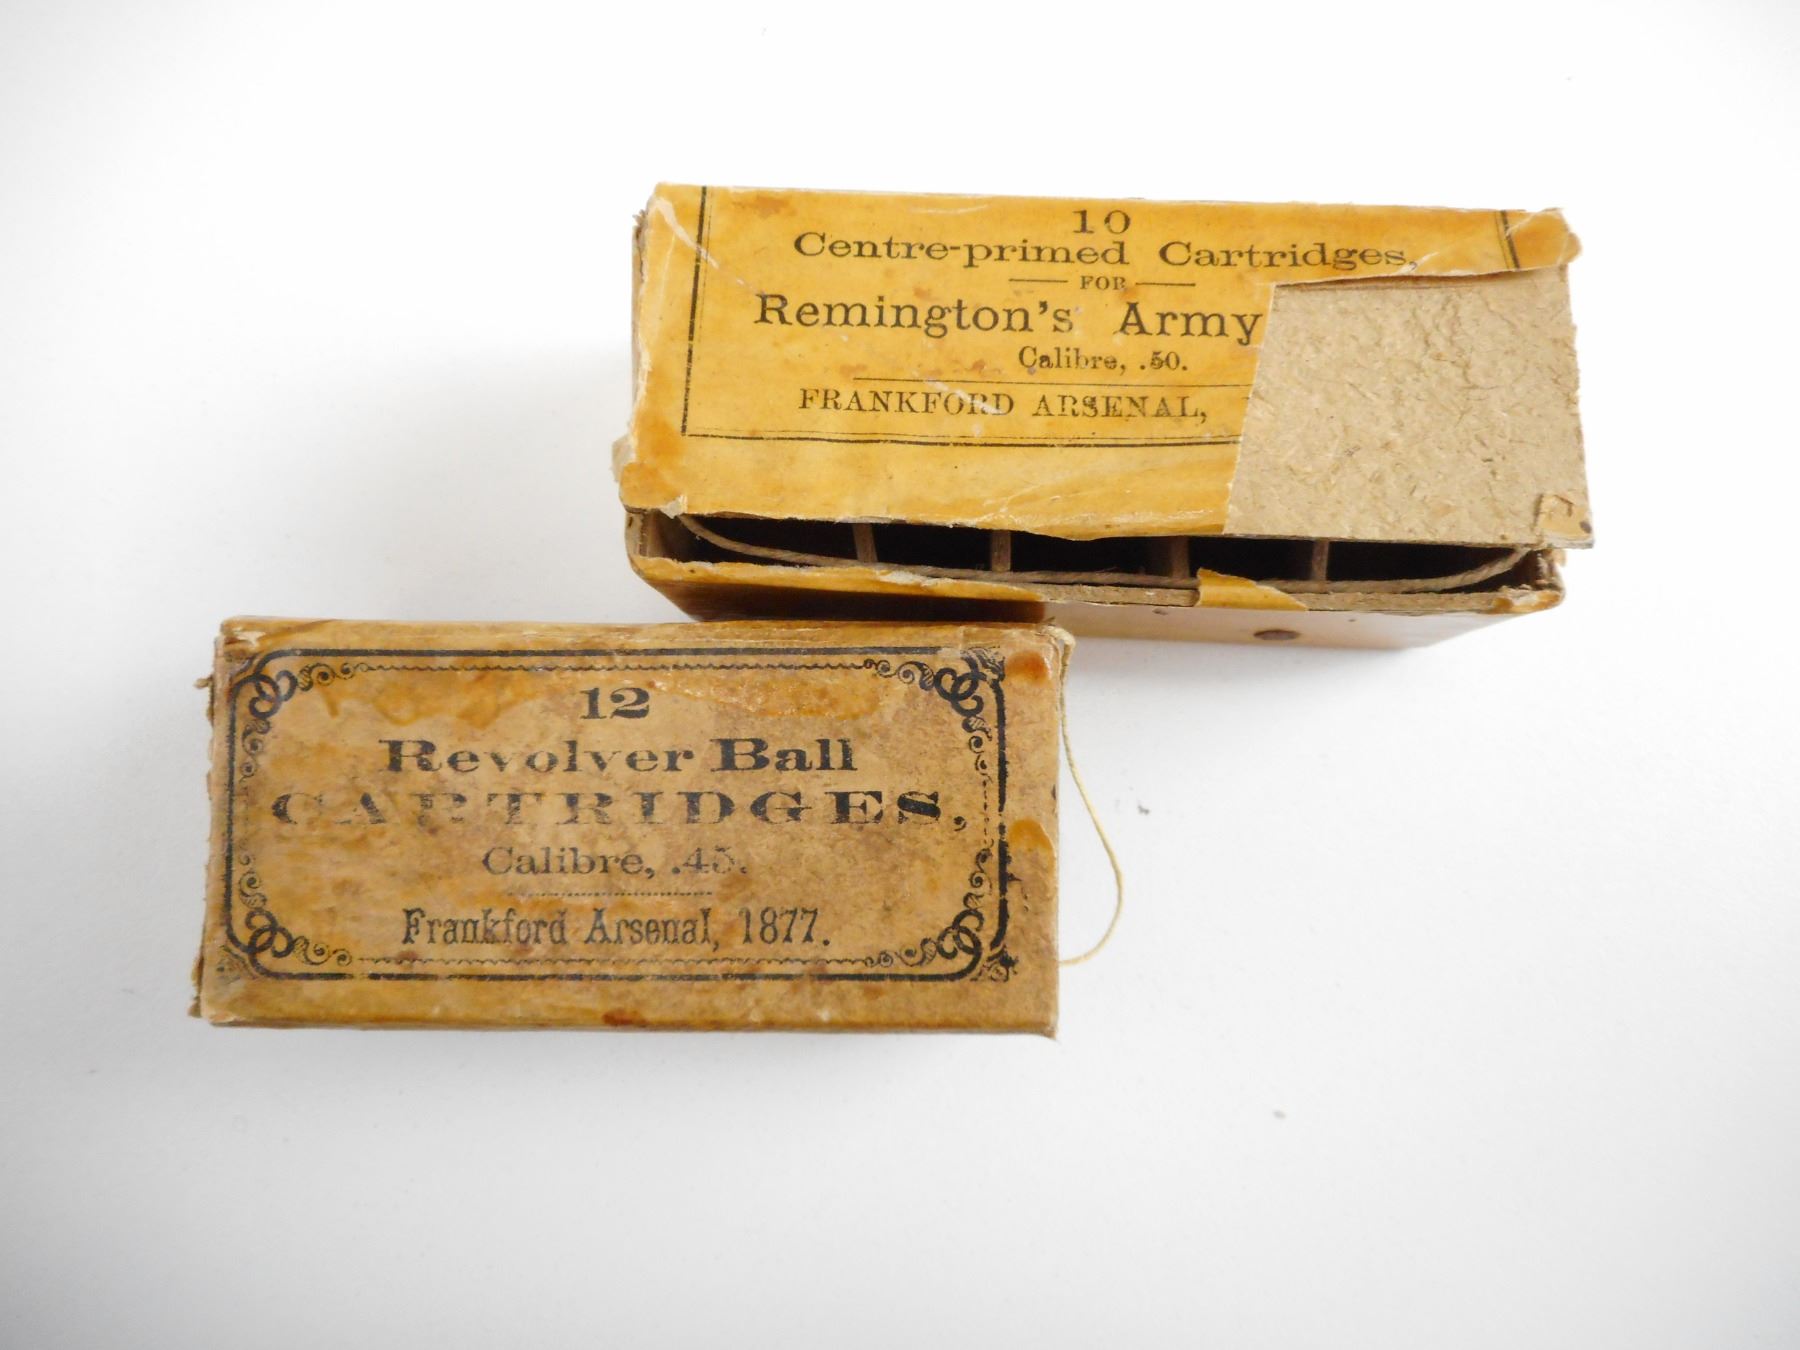 10
Centre-primed Cartridges,
FOR
Remington's Army
Calibre, .50.
FRANKFORD ARSENAL,
12
Revolver Ball
CARTRIDGES,
Calibre, .45.
Frankford Arsenal, 1877.